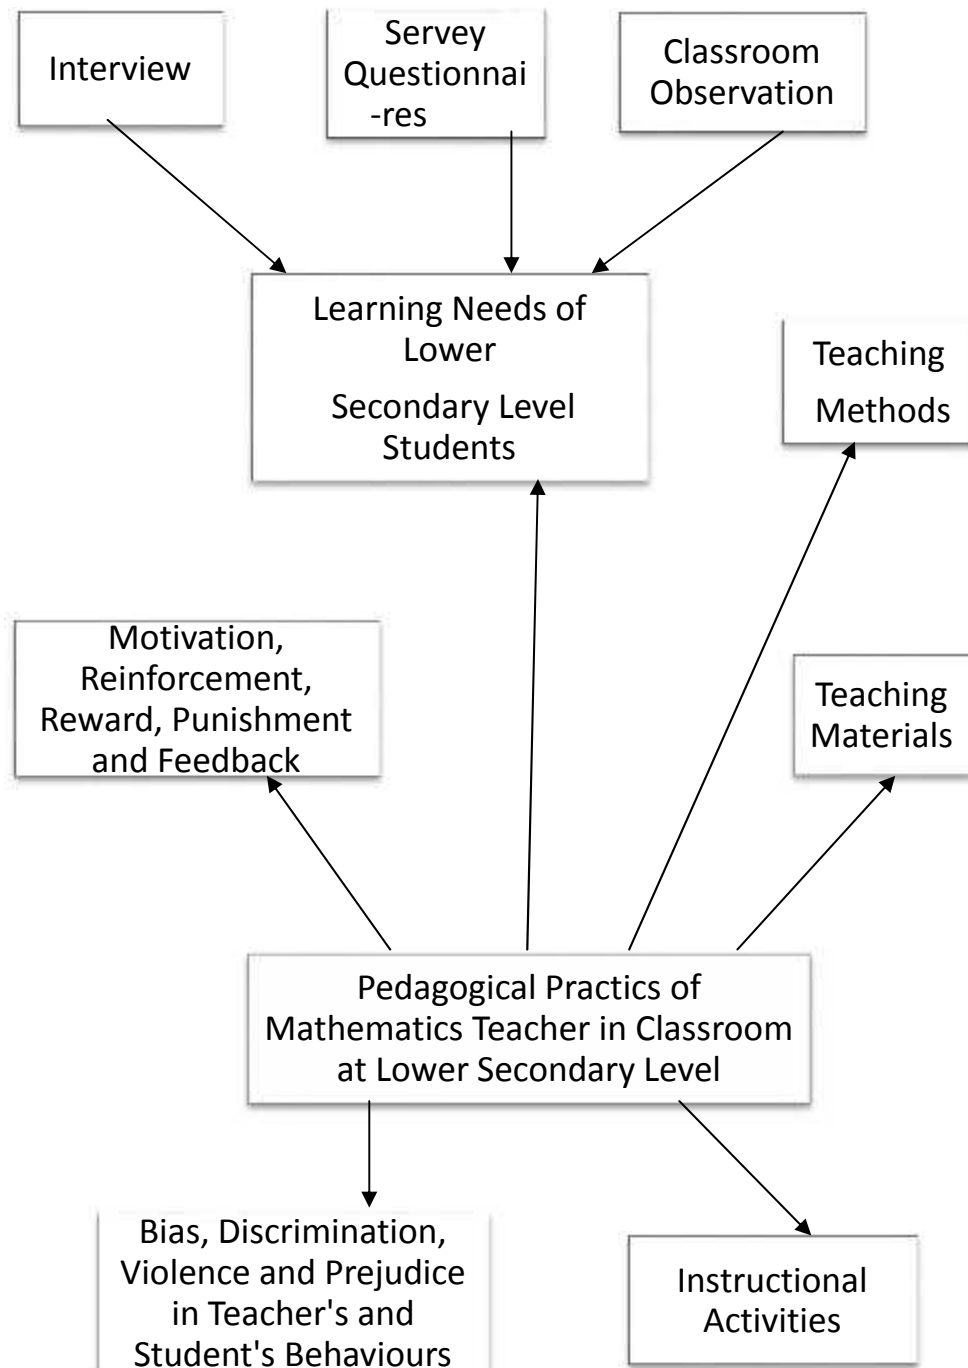 Interview
Servey
Questionnai
-res
Classroom
Observation
Learning Needs of
Lower
Secondary Level
Students
Teaching
Methods
Motivation,
Reinforcement,
Reward, Punishment
and Feedback
Teaching
Materials
Pedagogical Practics of
Mathematics Teacher in Classroom
at Lower Secondary Level
Bias, Discrimination,
Violence and Prejudice
in Teacher's and
Student's Behaviours
Instructional
Activities